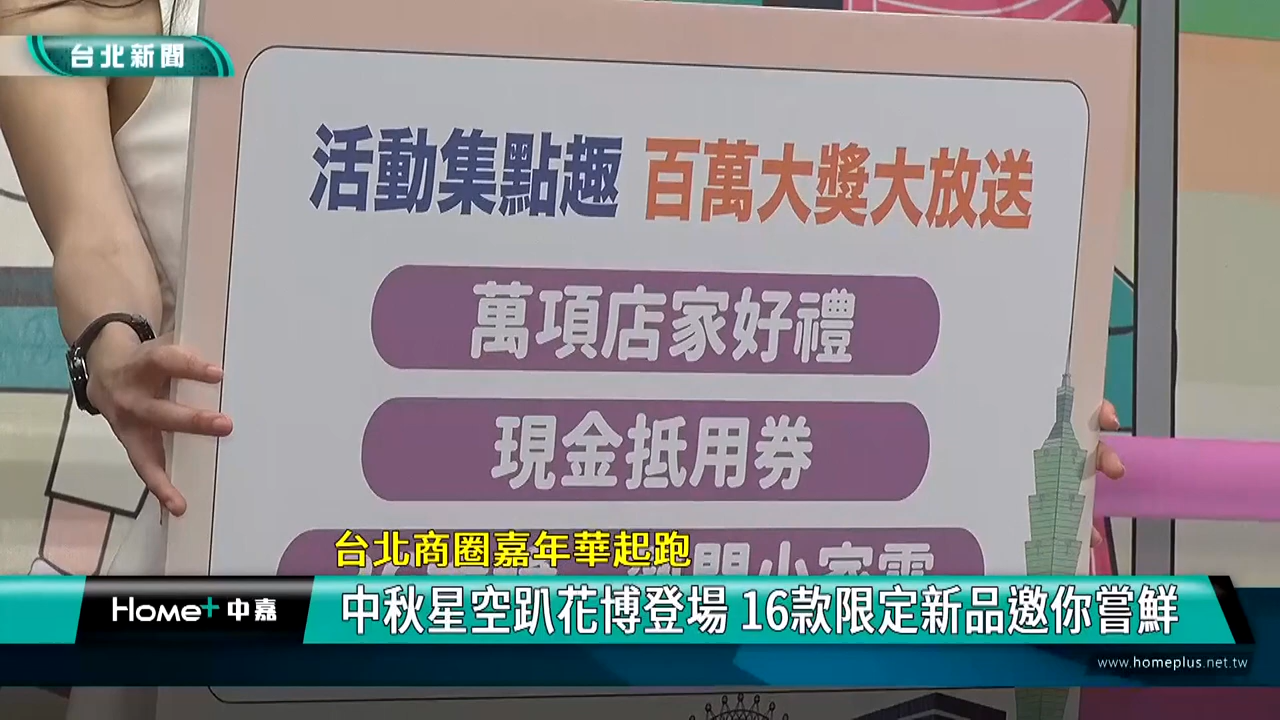 台北新聞
活動集點趣 百萬大獎大放送
萬項店家好禮
現金抵用券
小家電
台北商圈嘉年華起跑
Home+中嘉
中秋星空趴花博登場 16款限定新品邀你嘗鮮
www.homeplus.net.tw